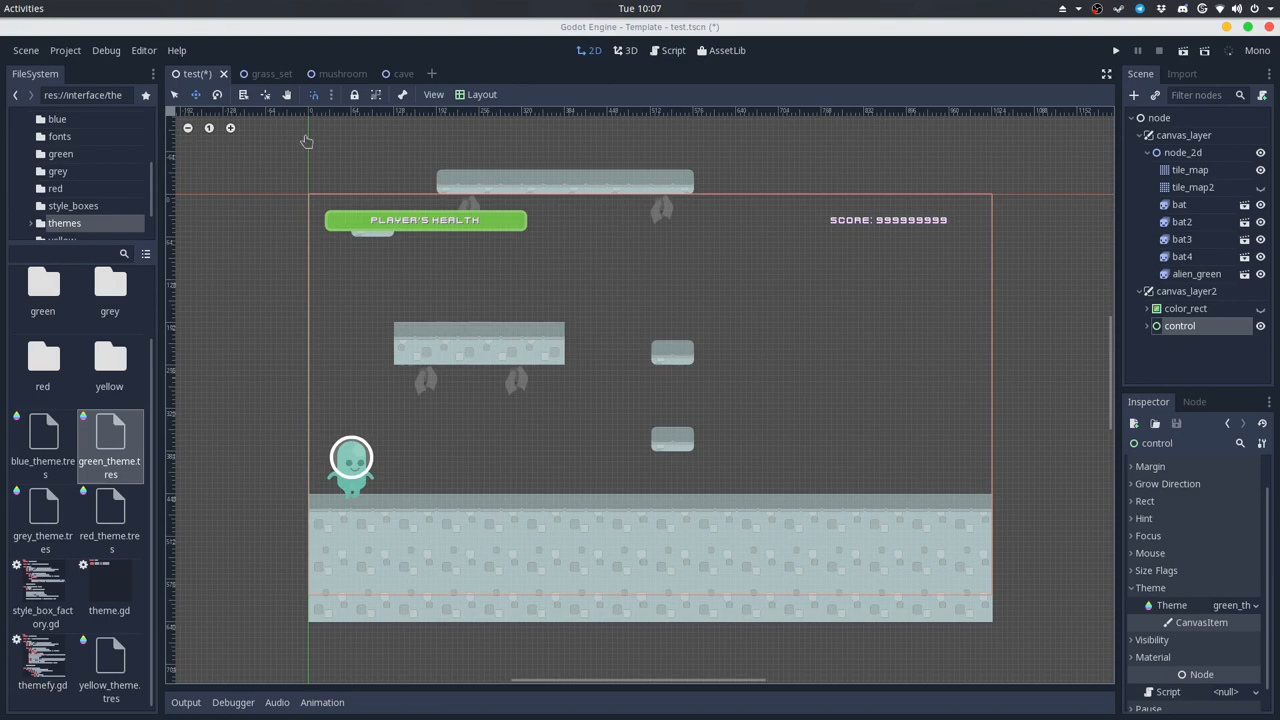 Activities
Tue 10:07
Godot Engine - Template - test.tscn (*)
Scene Project Debug Editor Help
2D 3D Script AssetLib
Mono
FileSystem
test(*) grass_set mushroom cave
Scene Import
res://interface/the
View Layout
Filter nodes
blue
fonts
green
grey
red
style_boxes
themes
green grey
red yellow
blue_theme.tres
green_theme.tres
grey_theme.tres
red_theme.tres
style_box_factory.gd
theme.gd
themefy.gd
yellow_theme.tres
PLAYER'S HEALTH
SCORE: 999999999
node
canvas_layer
node_2d
tile_map
tile_map2
bat
bat2
bat3
bat4
alien_green
canvas_layer2
color_rect
control
Inspector Node
control
Margin
Grow Direction
Rect
Hint
Focus
Mouse
Size Flags
Theme
Theme green_th
CanvasItem
Visibility
Material
Node
Script <null>
Pause
Output Debugger Audio Animation